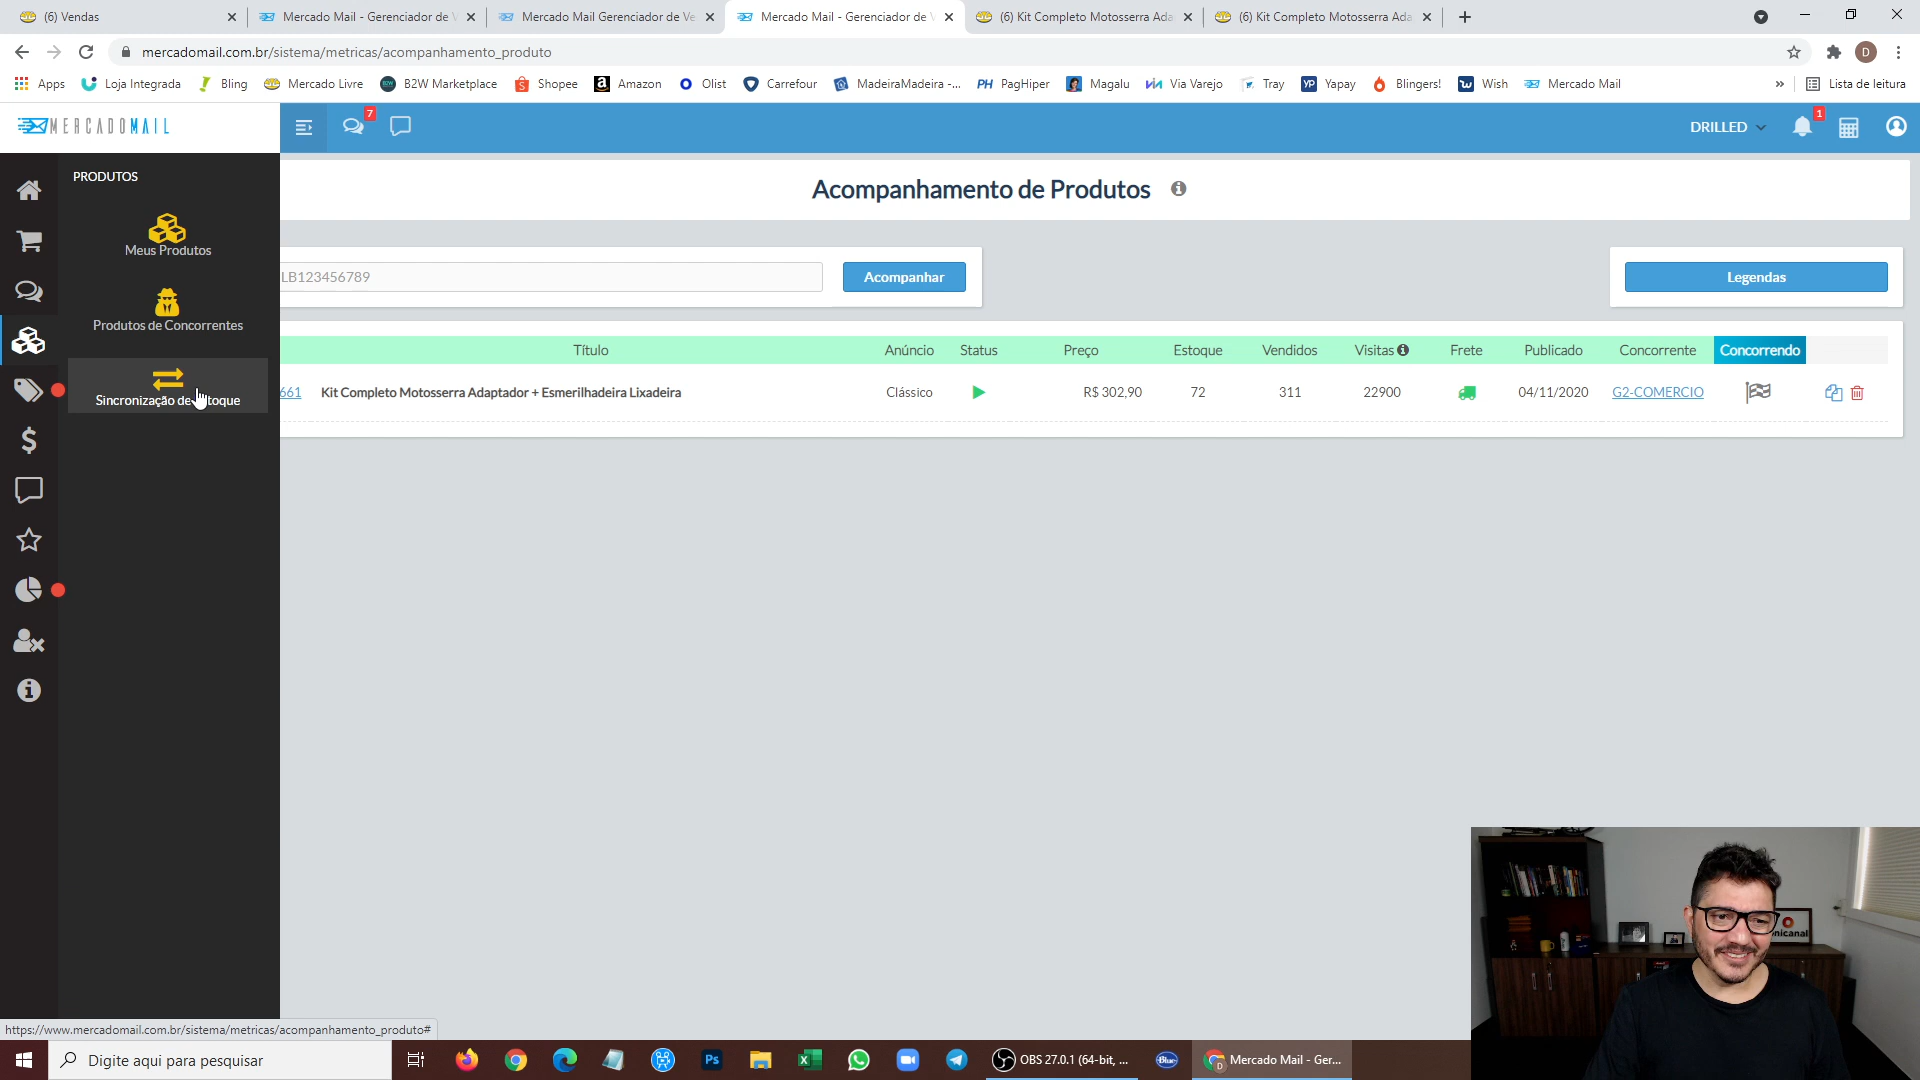 (6) Vendas
Mercado Mail - Gerenciador de V
Mercado Mail Gerenciador de Ve
Mercado Mail - Gerenciador de V
(6) Kit Completo Motosserra Ada
(6) Kit Completo Motosserra Ada
mercadomail.com.br/sistema/metricas/acompanhamento_produto
D
Apps
Loja Integrada
Bling
Mercado Livre
B2W Marketplace
Shopee
Amazon
Olist
Carrefour
MadeiraMadeira -...
PH PagHiper
Magalu
Via Varejo
Tray
YP Yapay
Blingers!
Wish
Mercado Mail
»
Lista de leitura
MERCADOMAIL
7
DRILLED
1
PRODUTOS
Meus Produtos
Produtos de Concorrentes
Sincronização de
Acompanhamento de Produtos
LB123456789
Acompanhar
Legendas
Título Anúncio Status Preço Estoque Vendidos Visitas Frete Publicado Concorrente Concorrendo
661 Kit Completo Motosserra Adaptador + Esmerilhadeira Lixadeira Clássico R$ 302,90 72 311 22900 04/11/2020 G2-COMERCIO
nicanal
https://www.mercadomail.com.br/sistema/metricas/acompanhamento_produto#
Digite aqui para pesquisar
Ps
OBS 27.0.1 (64-bit, ...
Blue
Mercado Mail - Ger...